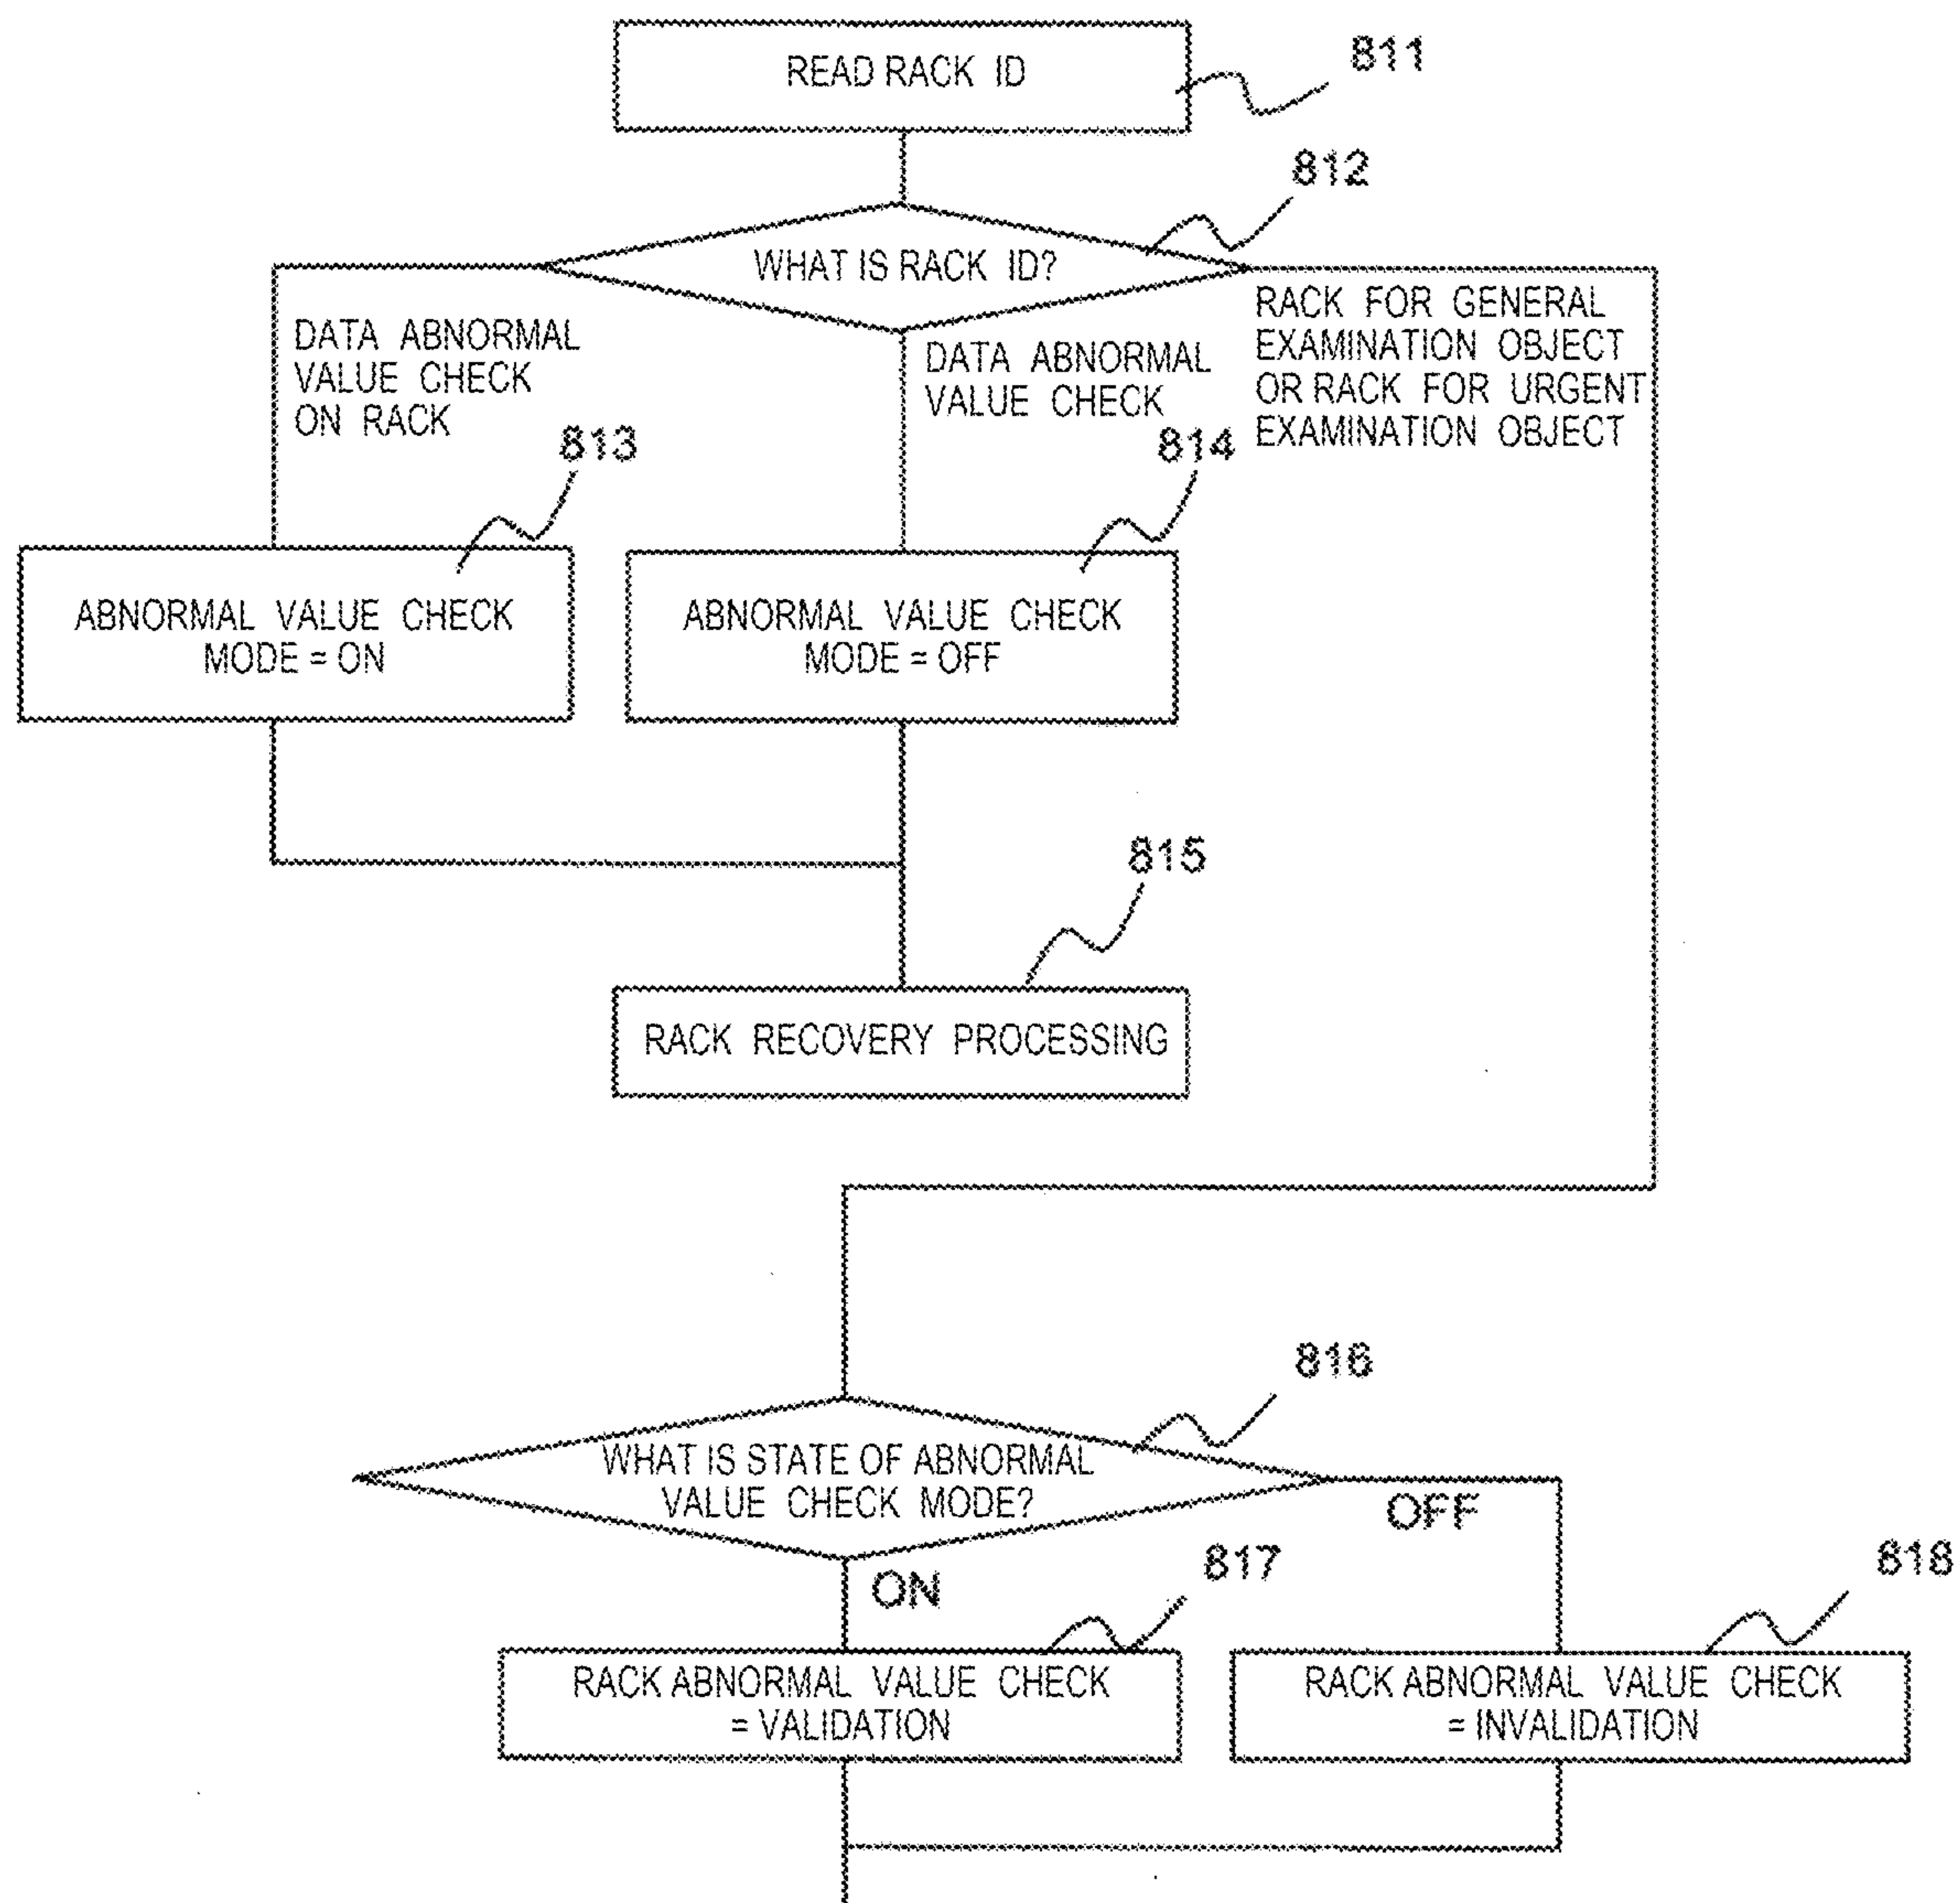 READ RACK ID
811
812
WHAT IS RACK ID?
DATA ABNORMAL
VALUE CHECK
ON RACK
DATA ABNORMAL
VALUE CHECK
RACK FOR GENERAL
EXAMINATION OBJECT
OR RACK FOR URGENT
EXAMINATION OBJECT
813
814
ABNORMAL VALUE CHECK
MODE = ON
ABNORMAL VALUE CHECK
MODE = OFF
815
RACK RECOVERY PROCESSING
816
WHAT IS STATE OF ABNORMAL
VALUE CHECK MODE?
OFF
ON
817
818
RACK ABNORMAL VALUE CHECK
= VALIDATION
RACK ABNORMAL VALUE CHECK
= INVALIDATION